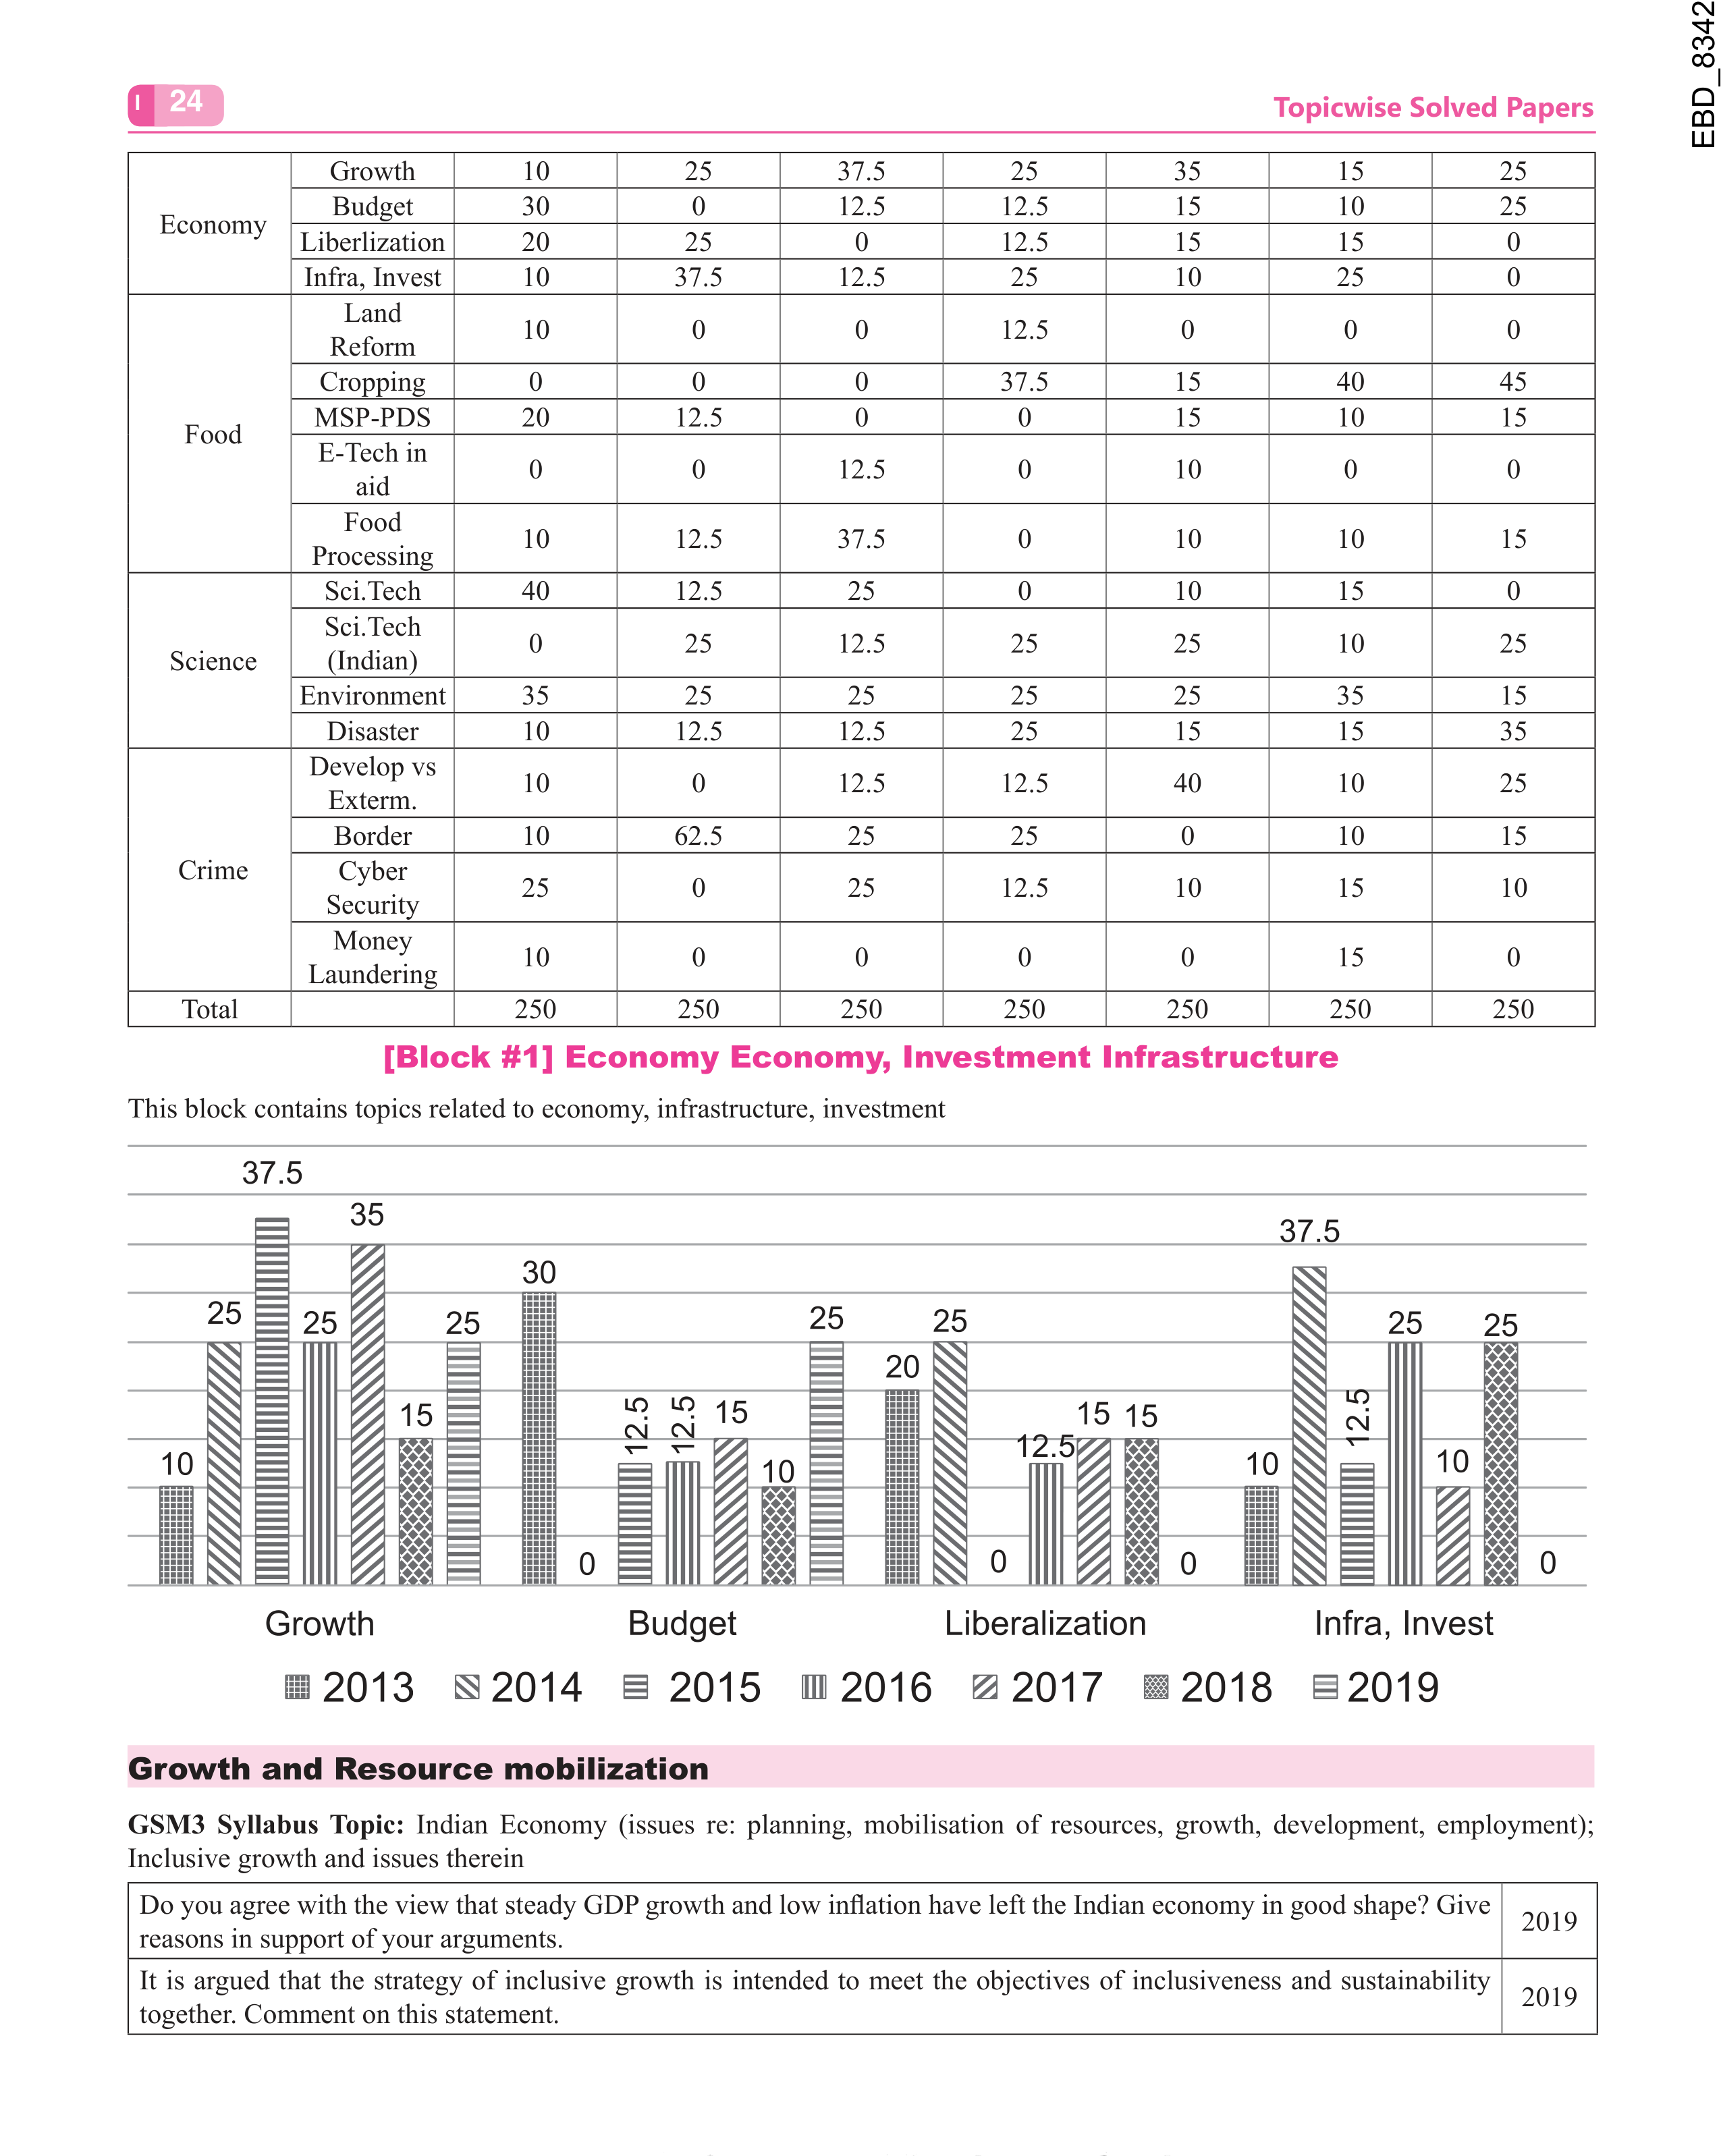 EBD_8342
I 24
Topicwise Solved Papers
Economy Growth 10 25 37.5 25 35 15 25
Budget 30 0 12.5 12.5 15 10 25
Liberlization 20 25 0 12.5 15 15 0
Infra, Invest 10 37.5 12.5 25 10 25 0
Food Land
Reform 10 0 0 12.5 0 0 0
Cropping 0 0 0 37.5 15 40 45
MSP-PDS 20 12.5 0 0 15 10 15
E-Tech in
aid 0 0 12.5 0 10 0 0
Food
Processing 10 12.5 37.5 0 10 10 15
Science Sci.Tech 40 12.5 25 0 10 15 0
Sci.Tech
(Indian) 0 25 12.5 25 25 10 25
Environment 35 25 25 25 25 35 15
Disaster 10 12.5 12.5 25 15 15 35
Crime Develop vs
Exterm. 10 0 12.5 12.5 40 10 25
Border 10 62.5 25 25 0 10 15
Cyber
Security 25 0 25 12.5 10 15 10
Money
Laundering 10 0 0 0 0 15 0
Total 250 250 250 250 250 250 250
[Block #1] Economy Economy, Investment Infrastructure
This block contains topics related to economy, infrastructure, investment
10 25 37.5 25 35 15 25
30 0 12.5 12.5 15 10 25
20 25 0 12.5 15 15 0
10 37.5 12.5 25 10 25 0
Growth Budget Liberalization Infra, Invest
2013 2014 2015 2016 2017 2018 2019
Growth and Resource mobilization
GSM3 Syllabus Topic: Indian Economy (issues re: planning, mobilisation of resources, growth, development, employment);
Inclusive growth and issues therein
Do you agree with the view that steady GDP growth and low inflation have left the Indian economy in good shape? Give
reasons in support of your arguments.
2019
It is argued that the strategy of inclusive growth is intended to meet the objectives of inclusiveness and sustainability
together. Comment on this statement.
2019